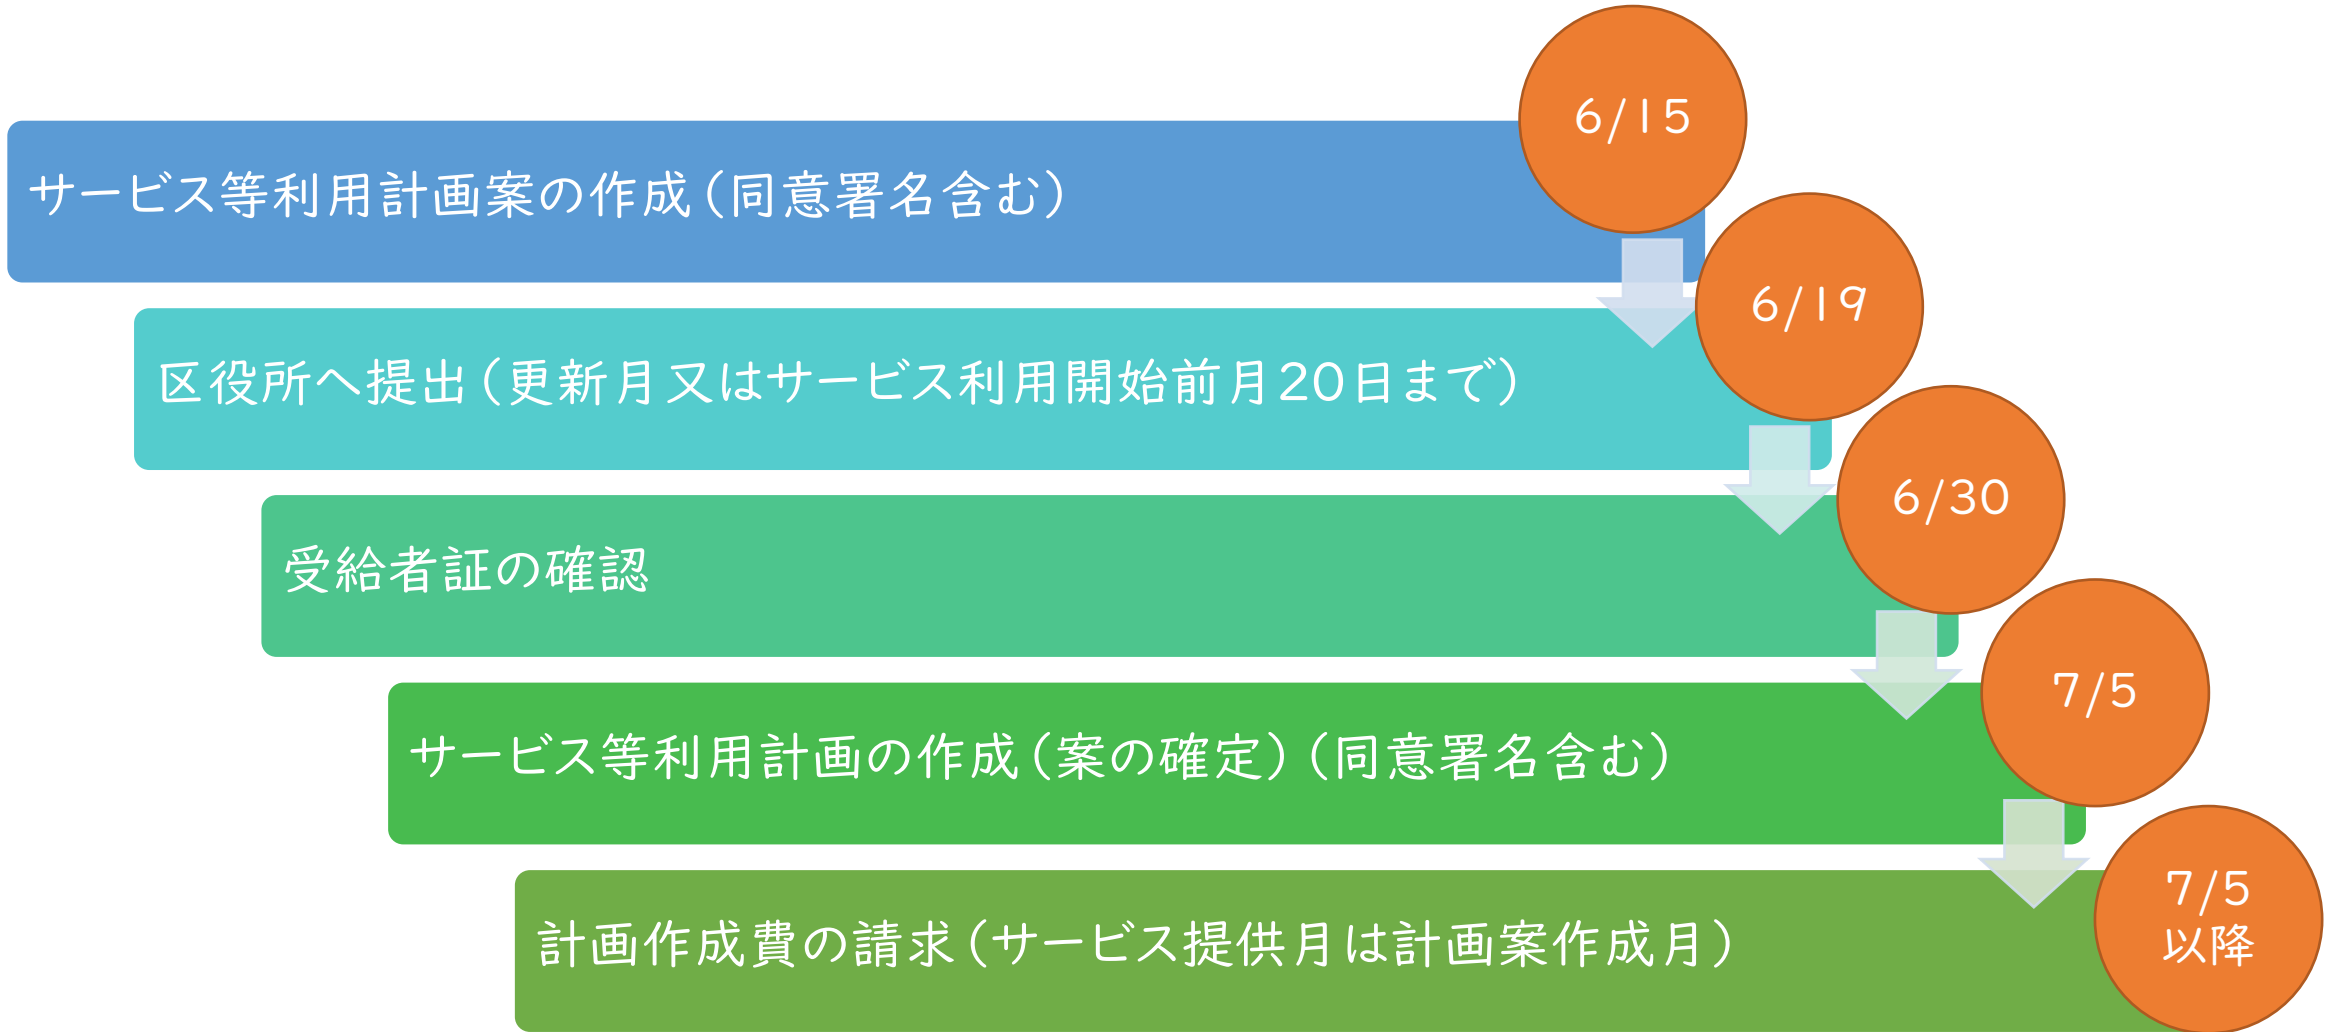 6/15
サービス等利用計画案の作成（同意署名含む）
6/19
区役所へ提出（更新月又はサービス利用開始前月20日まで）
6/30
受給者証の確認
7/5
サービス等利用計画の作成（案の確定）（同意署名含む）
7/5
以降
計画作成費の請求（サービス提供月は計画案作成月）